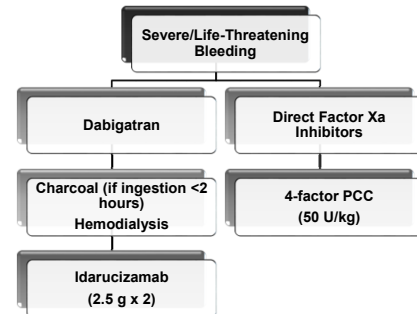 Severe/Life-Threatening
Bleeding
Dabigatran
Direct Factor Xa
Inhibitors
Charcoal (if ingestion <2
hours)
Hemodialysis
4-factor PCC
(50 U/kg)
Idarucizamab
(2.5 g x 2)